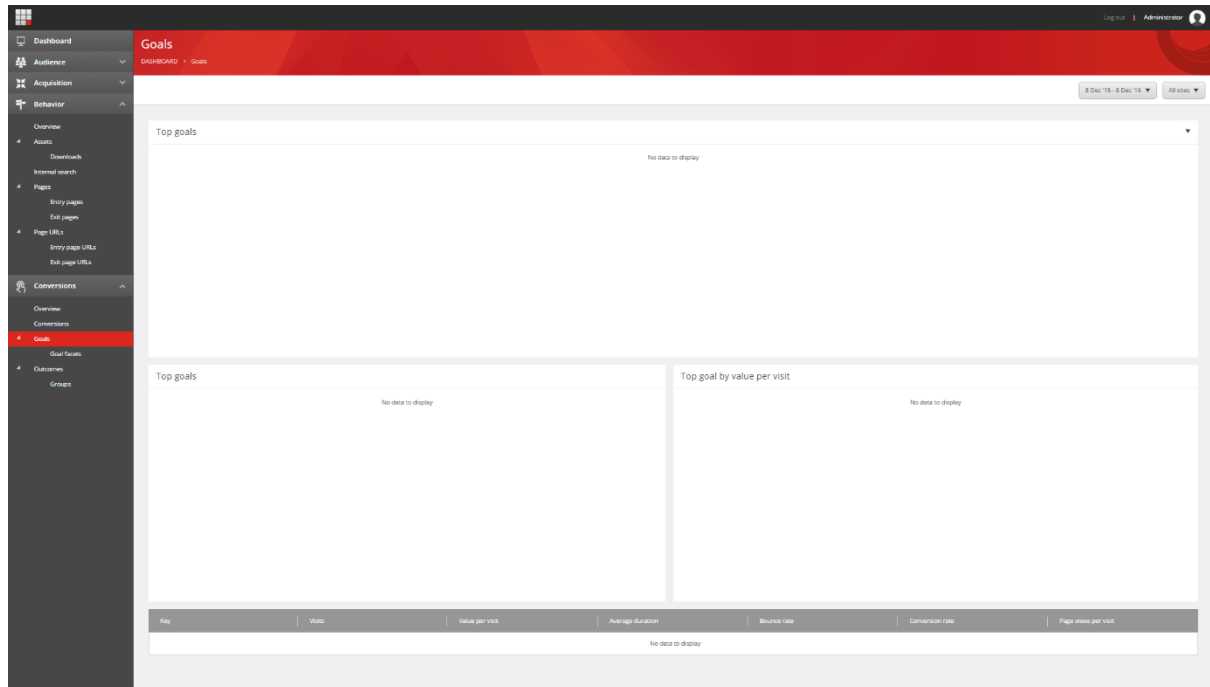 Log out | Administrator
Dashboard
Audience
Acquisition
Behavior
Overview
Assets
Downloads
Internal search
Pages
Entry pages
Exit pages
Page URLs
Entry page URLs
Exit page URLs
Conversions
Overview
Conversions
Goals
Goal facets
Outcomes
Groups
Goals
DASHBOARD > Goals
8 Dec '15 - 8 Dec '16 All sites
Top goals
No data to display
Top goals
No data to display
Top goal by value per visit
No data to display
Key Visits Value per visit Average duration Bounce rate Conversion rate Page views per visit
No data to display